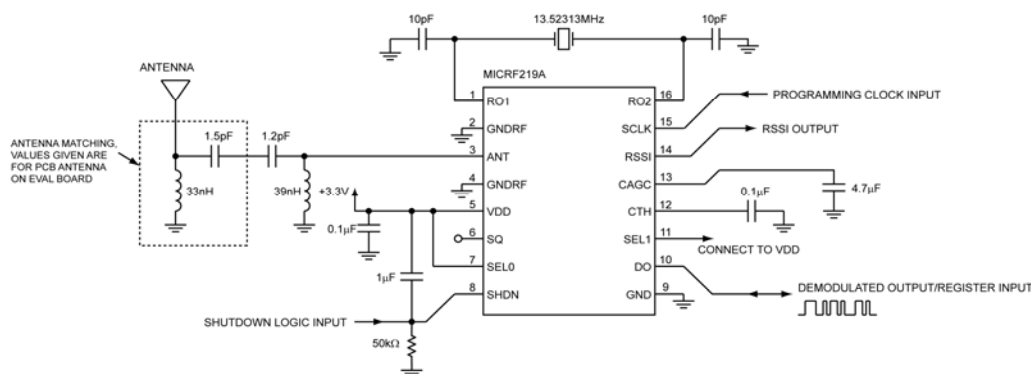 10pF
13.52313MHz
10pF
ANTENNA
MICRF219A
1
RO1
RO2
16
PROGRAMMING CLOCK INPUT
2
GNDRF
SCLK
15
RSSI OUTPUT
ANTENNA MATCHING,
VALUES GIVEN ARE
FOR PCB ANTENNA
ON EVAL BOARD
1.5pF
1.2pF
3
ANT
RSSI
14
33nH
39nH
+3.3V
4
GNDRF
CAGC
13
4.7µF
0.1µF
5
VDD
CTH
12
0.1µF
6
SQ
SEL1
11
CONNECT TO VDD
1µF
7
SEL0
DO
10
DEMODULATED OUTPUT/REGISTER INPUT
8
SHDN
GND
9
SHUTDOWN LOGIC INPUT
50kΩ